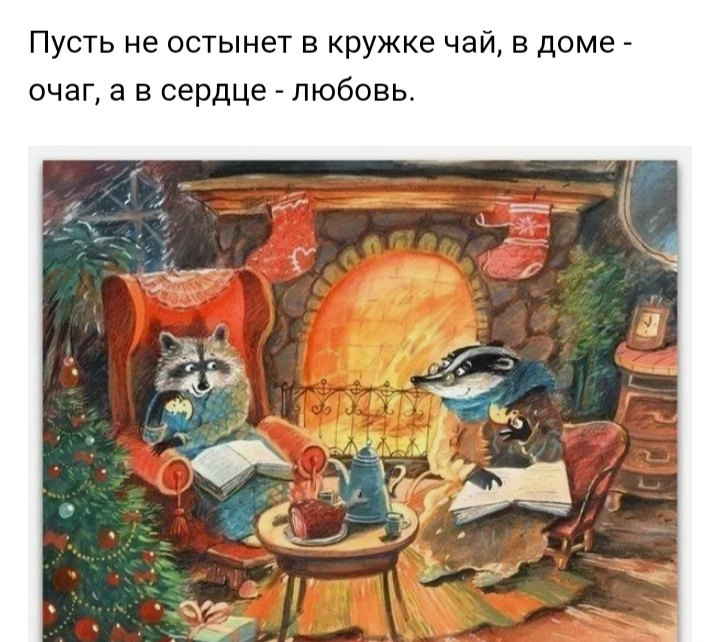 Пусть не остынет в кружке чай, в доме -
очаг, а в сердце - любовь.